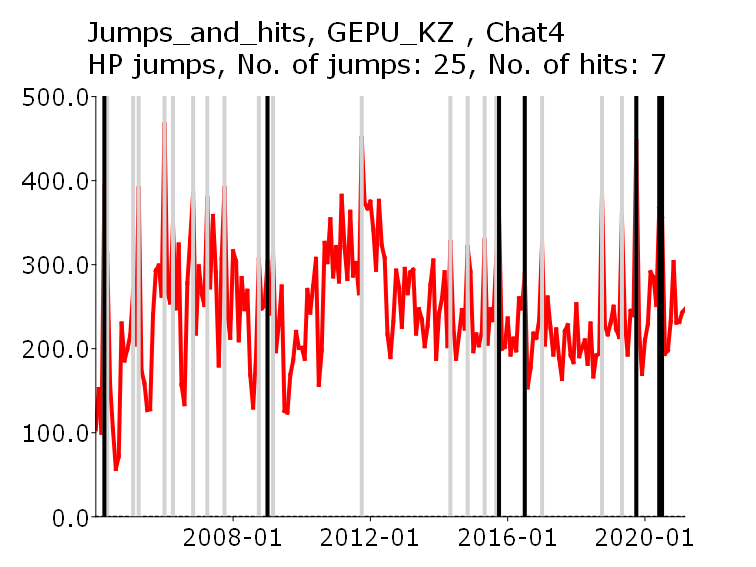 Jumps_and_hits, GEPU_KZ , Chat4
HP jumps, No. of jumps: 25, No. of hits: 7
500.0
400.0
300.0
200.0
100.0
0.0
2008-01 2012-01 2016-01 2020-01